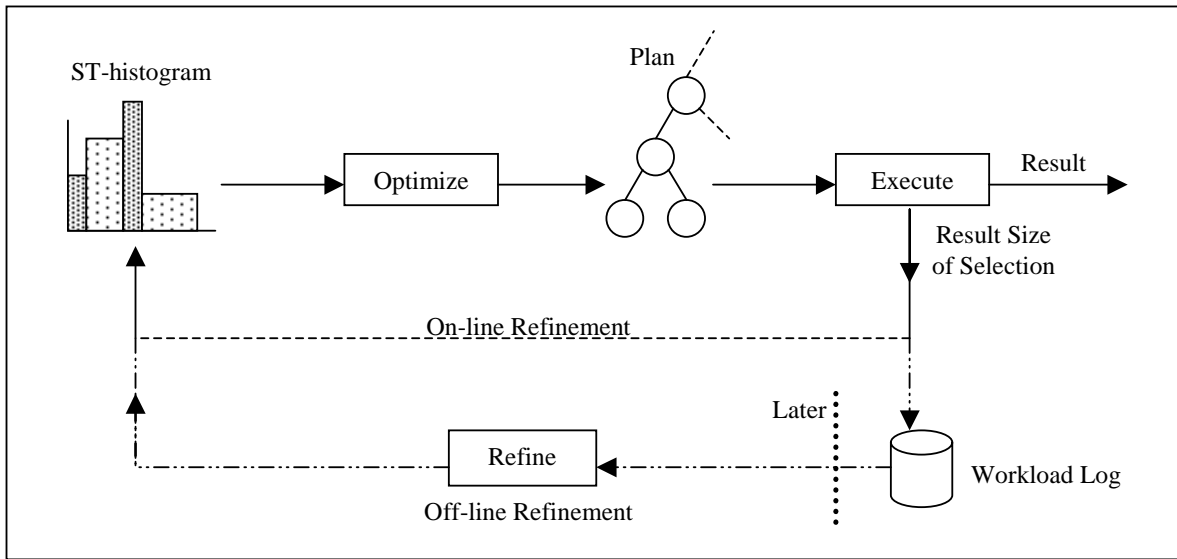 ST-histogram
Plan
Optimize
Execute
Result
Result Size
of Selection
On-line Refinement
Later
Refine
Workload Log
Off-line Refinement